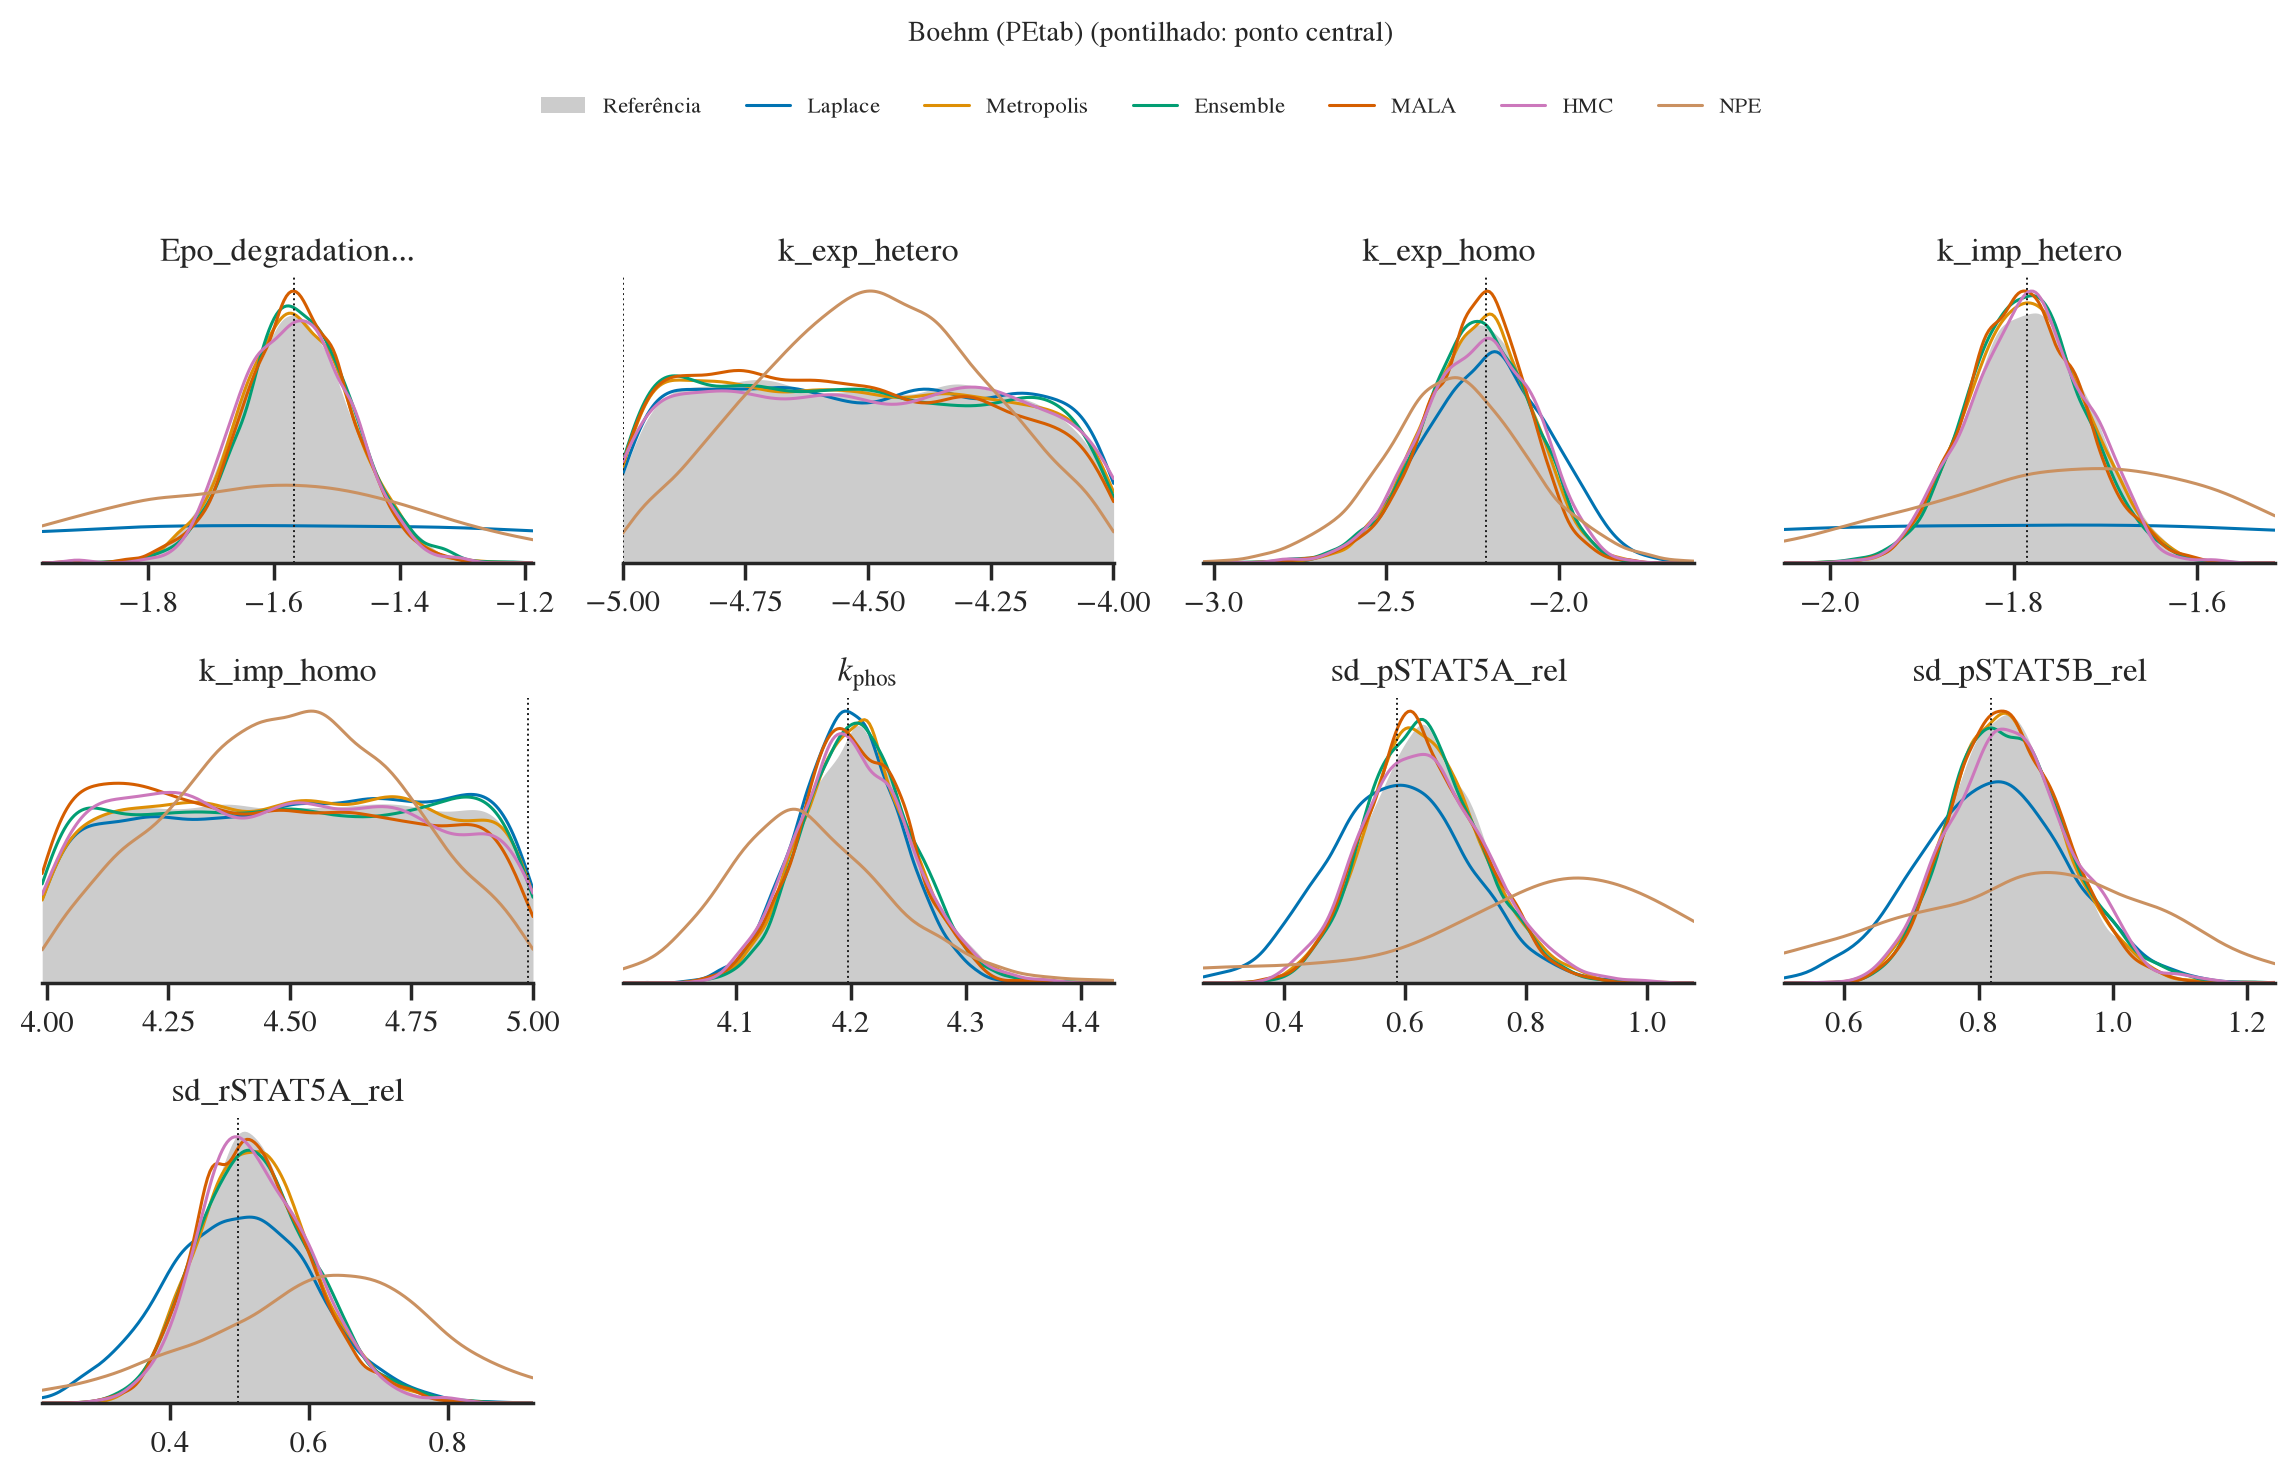 Boehm (PEtab) (pontilhado: ponto central)
Referência Laplace Metropolis Ensemble MALA HMC NPE
Epo_degradation... k_exp_hetero k_exp_homo k_imp_hetero
−1.8 −1.6 −1.4 −1.2 −5.00 −4.75 −4.50 −4.25 −4.00 −3.0 −2.5 −2.0 −2.0 −1.8 −1.6
k_imp_homo k_phos sd_pSTAT5A_rel sd_pSTAT5B_rel
4.00 4.25 4.50 4.75 5.00 4.1 4.2 4.3 4.4 0.4 0.6 0.8 1.0 0.6 0.8 1.0 1.2
sd_rSTAT5A_rel
0.4 0.6 0.8